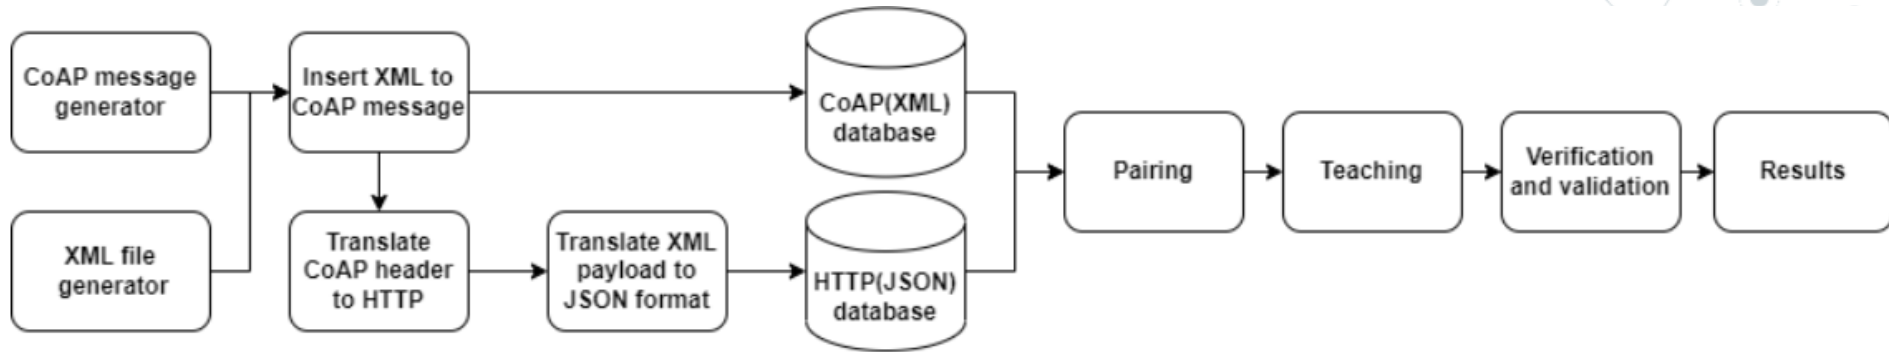 CoAP message
generator
XML file
generator
Insert XML to
CoAP message
Translate
CoAP header
to HTTP
Translate XML
payload to
JSON format
CoAP(XML)
database
HTTP(JSON)
database
Pairing
Teaching
Verification
and validation
Results